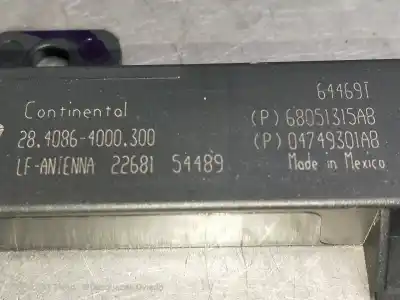 Continental
28.4086-4000.300
LF-ANTENNA 22681 54489
64469T
(P) 68051315AB
(P) 04749301AB
Made in Mexico